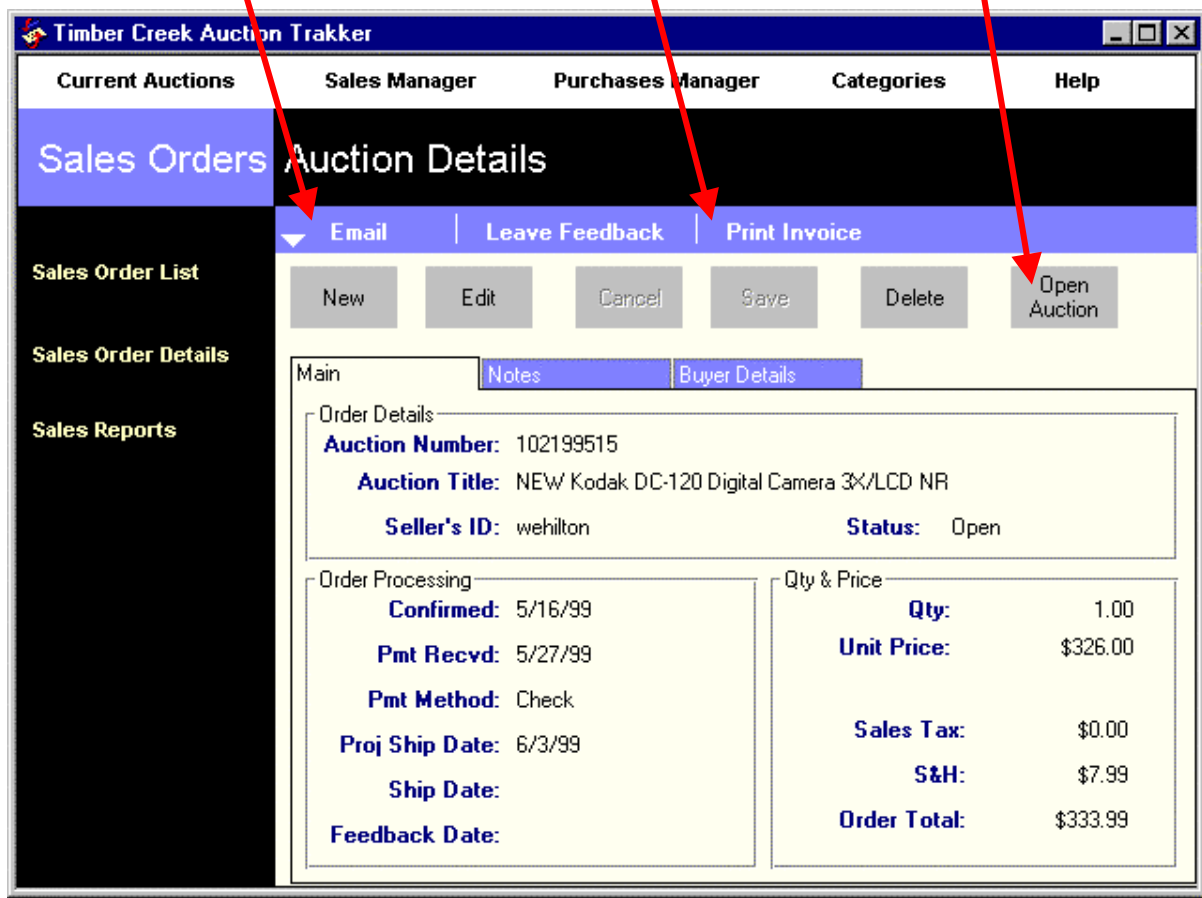 Timber Creek Auction Trakker
Current Auctions Sales Manager Purchases Manager Categories Help
Sales Orders Auction Details
Email Leave Feedback Print Invoice
Sales Order List
New Edit Cancel Save Delete Open Auction
Sales Order Details
Main Notes Buyer Details
Sales Reports
Order Details
Auction Number: 102199515
Auction Title: NEW Kodak DC-120 Digital Camera 3X/LCD NR
Seller's ID: wehilton Status: Open
Order Processing Qty & Price
Confirmed: 5/16/99 Qty: 1.00
Pmt Recvd: 5/27/99 Unit Price: $326.00
Pmt Method: Check
Proj Ship Date: 6/3/99 Sales Tax: $0.00
Ship Date: S&H: $7.99
Feedback Date: Order Total: $333.99